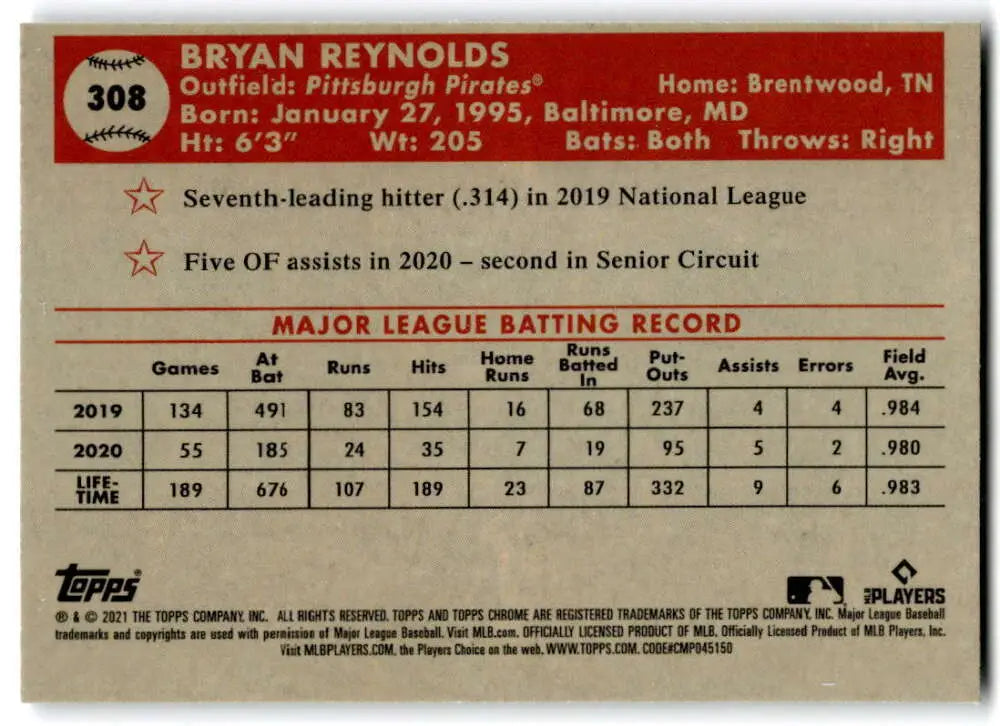 308
BRYAN REYNOLDS
Outfield: Pittsburgh Pirates® Home: Brentwood, TN
Born: January 27, 1995, Baltimore, MD
Ht: 6'3" Wt: 205 Bats: Both Throws: Right
Seventh-leading hitter (.314) in 2019 National League
Five OF assists in 2020 – second in Senior Circuit
MAJOR LEAGUE BATTING RECORD
Games At Bat Runs Hits Home Runs Runs Batted In Put-Outs Assists Errors Field Avg.
2019 134 491 83 154 16 68 237 4 4 .984
2020 55 185 24 35 7 19 95 5 2 .980
LIFE-TIME 189 676 107 189 23 87 332 9 6 .983
Topps® MLB PLAYERS
® & © 2021 THE TOPPS COMPANY, INC. ALL RIGHTS RESERVED. TOPPS AND TOPPS CHROME ARE REGISTERED TRADEMARKS OF THE TOPPS COMPANY, INC. Major League Baseball
trademarks and copyrights are used with permission of Major League Baseball. Visit MLB.com. OFFICIALLY LICENSED PRODUCT OF MLB. Officially Licensed Product of MLB Players, Inc.
Visit MLBPLAYERS.COM, the Players Choice on the web. WWW.TOPPS.COM. CODE#CMP045150